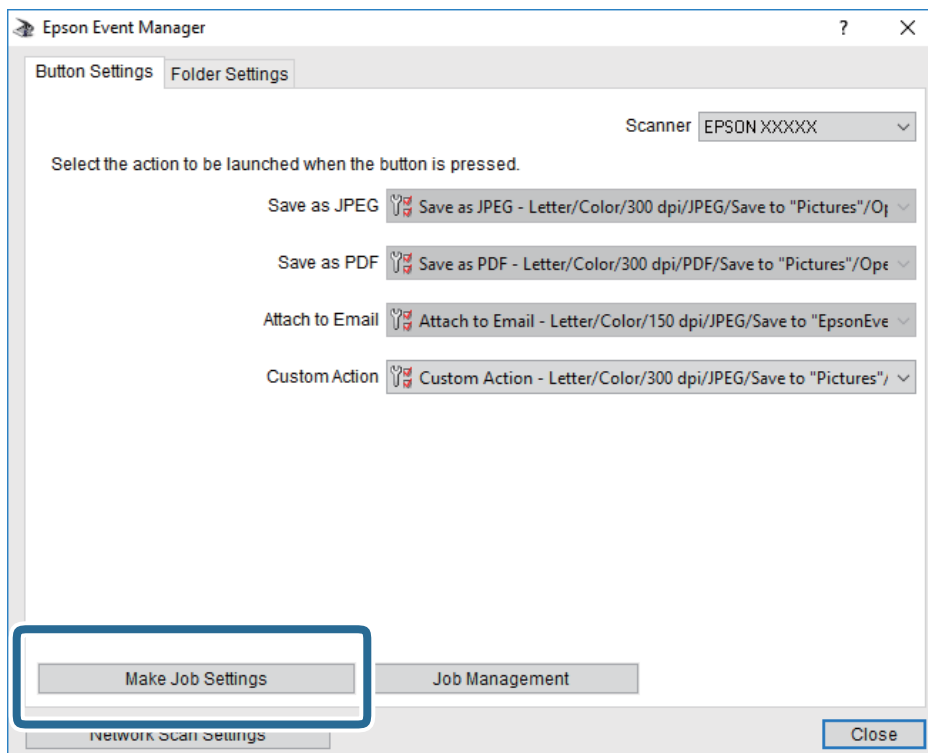 Epson Event Manager
Button Settings Folder Settings
Scanner EPSON XXXXX
Select the action to be launched when the button is pressed.
Save as JPEG Save as JPEG - Letter/Color/300 dpi/JPEG/Save to "Pictures"/Op
Save as PDF Save as PDF - Letter/Color/300 dpi/PDF/Save to "Pictures"/Ope
Attach to Email Attach to Email - Letter/Color/150 dpi/JPEG/Save to "EpsonEve
Custom Action Custom Action - Letter/Color/300 dpi/JPEG/Save to "Pictures"/
Make Job Settings Job Management
Network Scan Settings Close